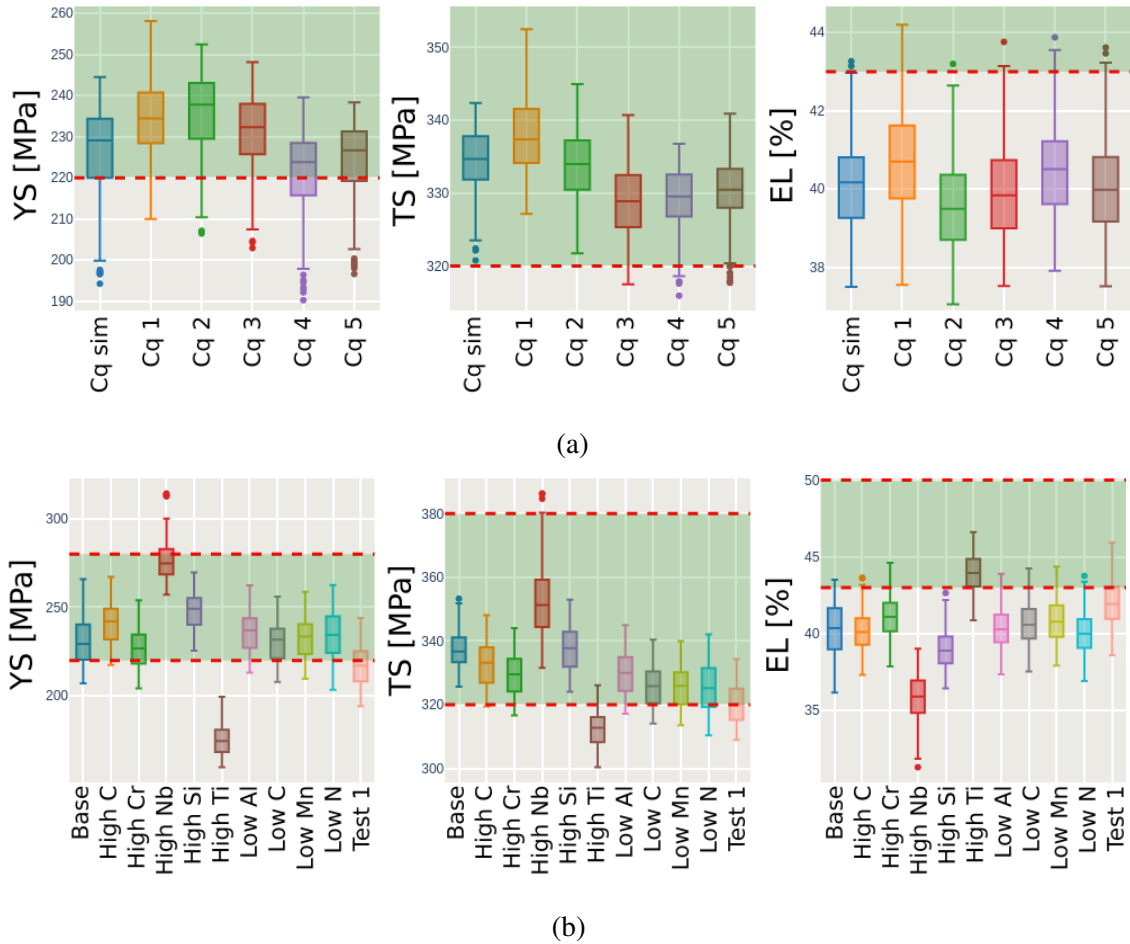 YS [MPa]
260
250
240
230
220
210
200
190
Cq sim
Cq 1
Cq 2
Cq 3
Cq 4
Cq 5
TS [MPa]
350
340
330
320
Cq sim
Cq 1
Cq 2
Cq 3
Cq 4
Cq 5
EL [%]
44
42
40
38
Cq sim
Cq 1
Cq 2
Cq 3
Cq 4
Cq 5
(a)
YS [MPa]
300
250
200
Base
High C
High Cr
High Nb
High Si
High Ti
Low Al
Low C
Low Mn
Low N
Test 1
TS [MPa]
380
360
340
320
300
Base
High C
High Cr
High Nb
High Si
High Ti
Low Al
Low C
Low Mn
Low N
Test 1
EL [%]
50
45
40
35
Base
High C
High Cr
High Nb
High Si
High Ti
Low Al
Low C
Low Mn
Low N
Test 1
(b)